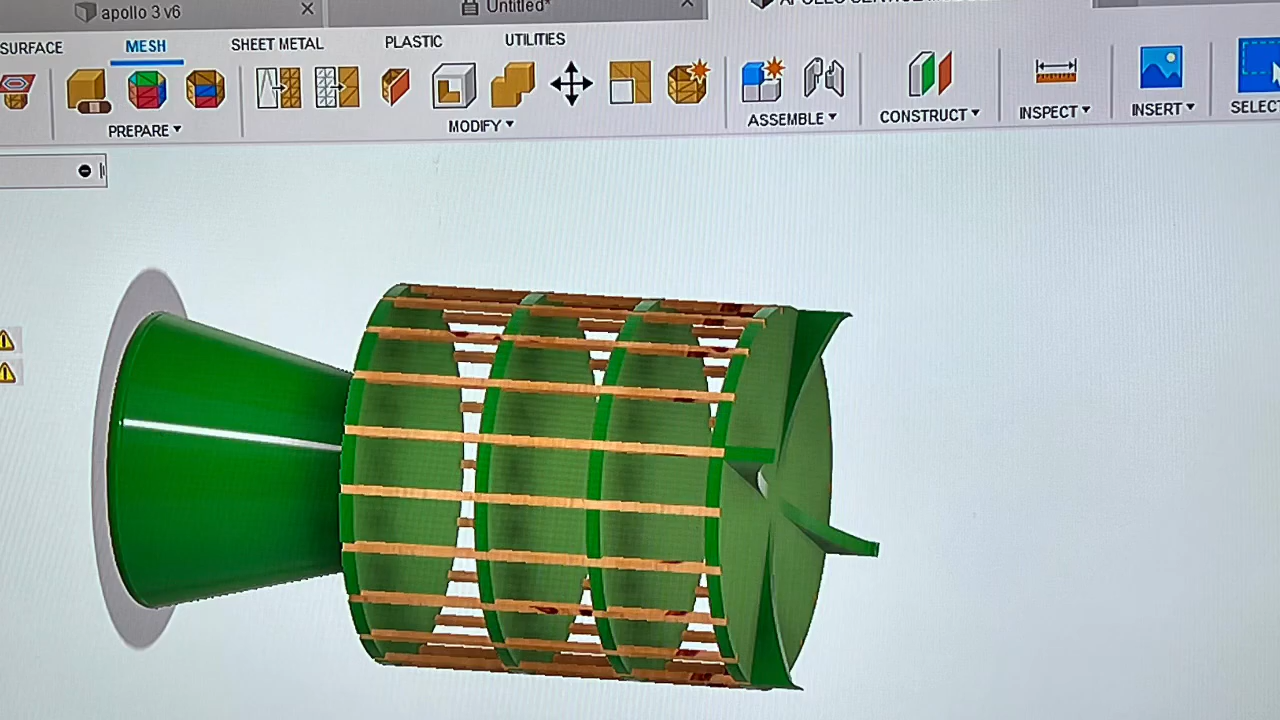 apollo 3 v6
Untitled*
SURFACE
MESH
SHEET METAL
PLASTIC
UTILITIES
PREPARE
MODIFY
ASSEMBLE
CONSTRUCT
INSPECT
INSERT
SELECT